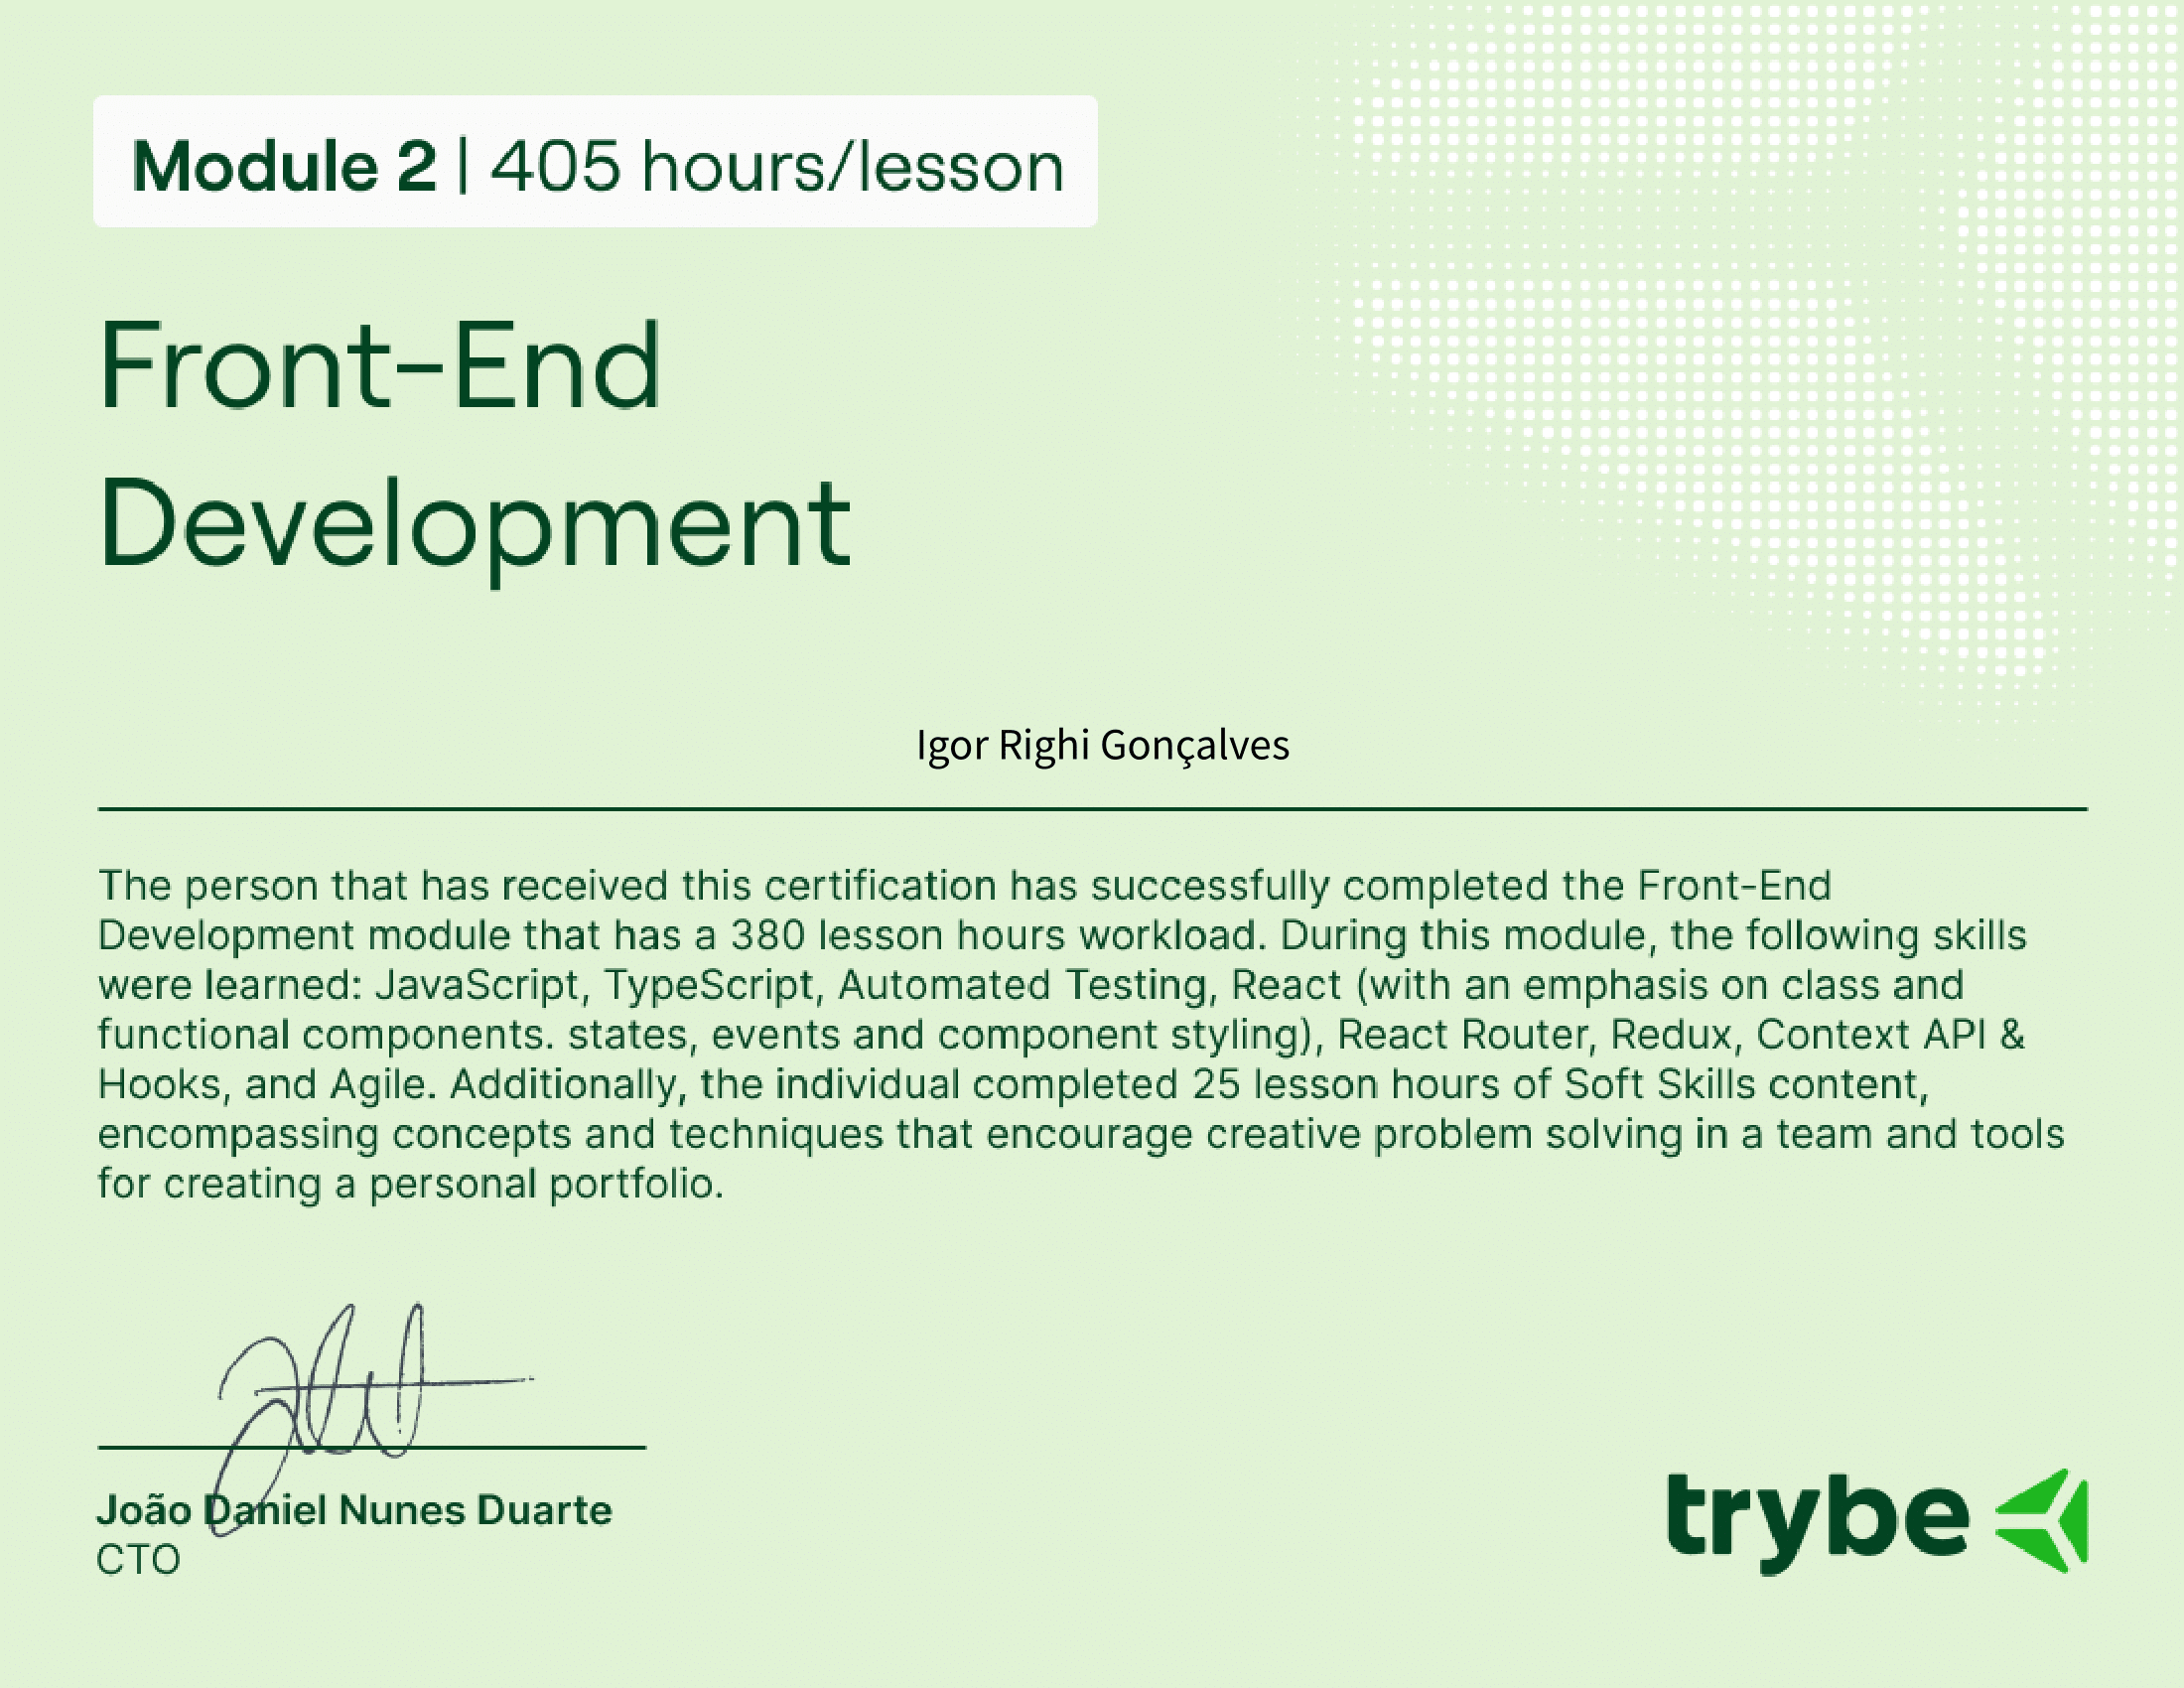 Module 2 | 405 hours/lesson
Front-End
Development
Igor Righi Gonçalves
The person that has received this certification has successfully completed the Front-End
Development module that has a 380 lesson hours workload. During this module, the following skills
were learned: JavaScript, TypeScript, Automated Testing, React (with an emphasis on class and
functional components. states, events and component styling), React Router, Redux, Context API &
Hooks, and Agile. Additionally, the individual completed 25 lesson hours of Soft Skills content,
encompassing concepts and techniques that encourage creative problem solving in a team and tools
for creating a personal portfolio.
João Daniel Nunes Duarte
CTO
trybe